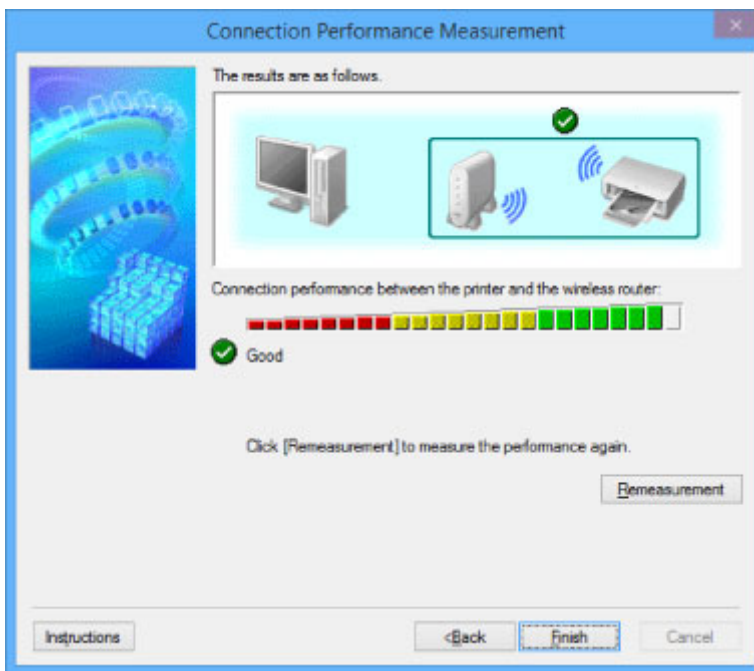 Connection Performance Measurement
The results are as follows.
Connection performance between the printer and the wireless router:
Good
Click [Remeasurement] to measure the performance again.
Remeasurement
Instructions
<Back
Finish
Cancel